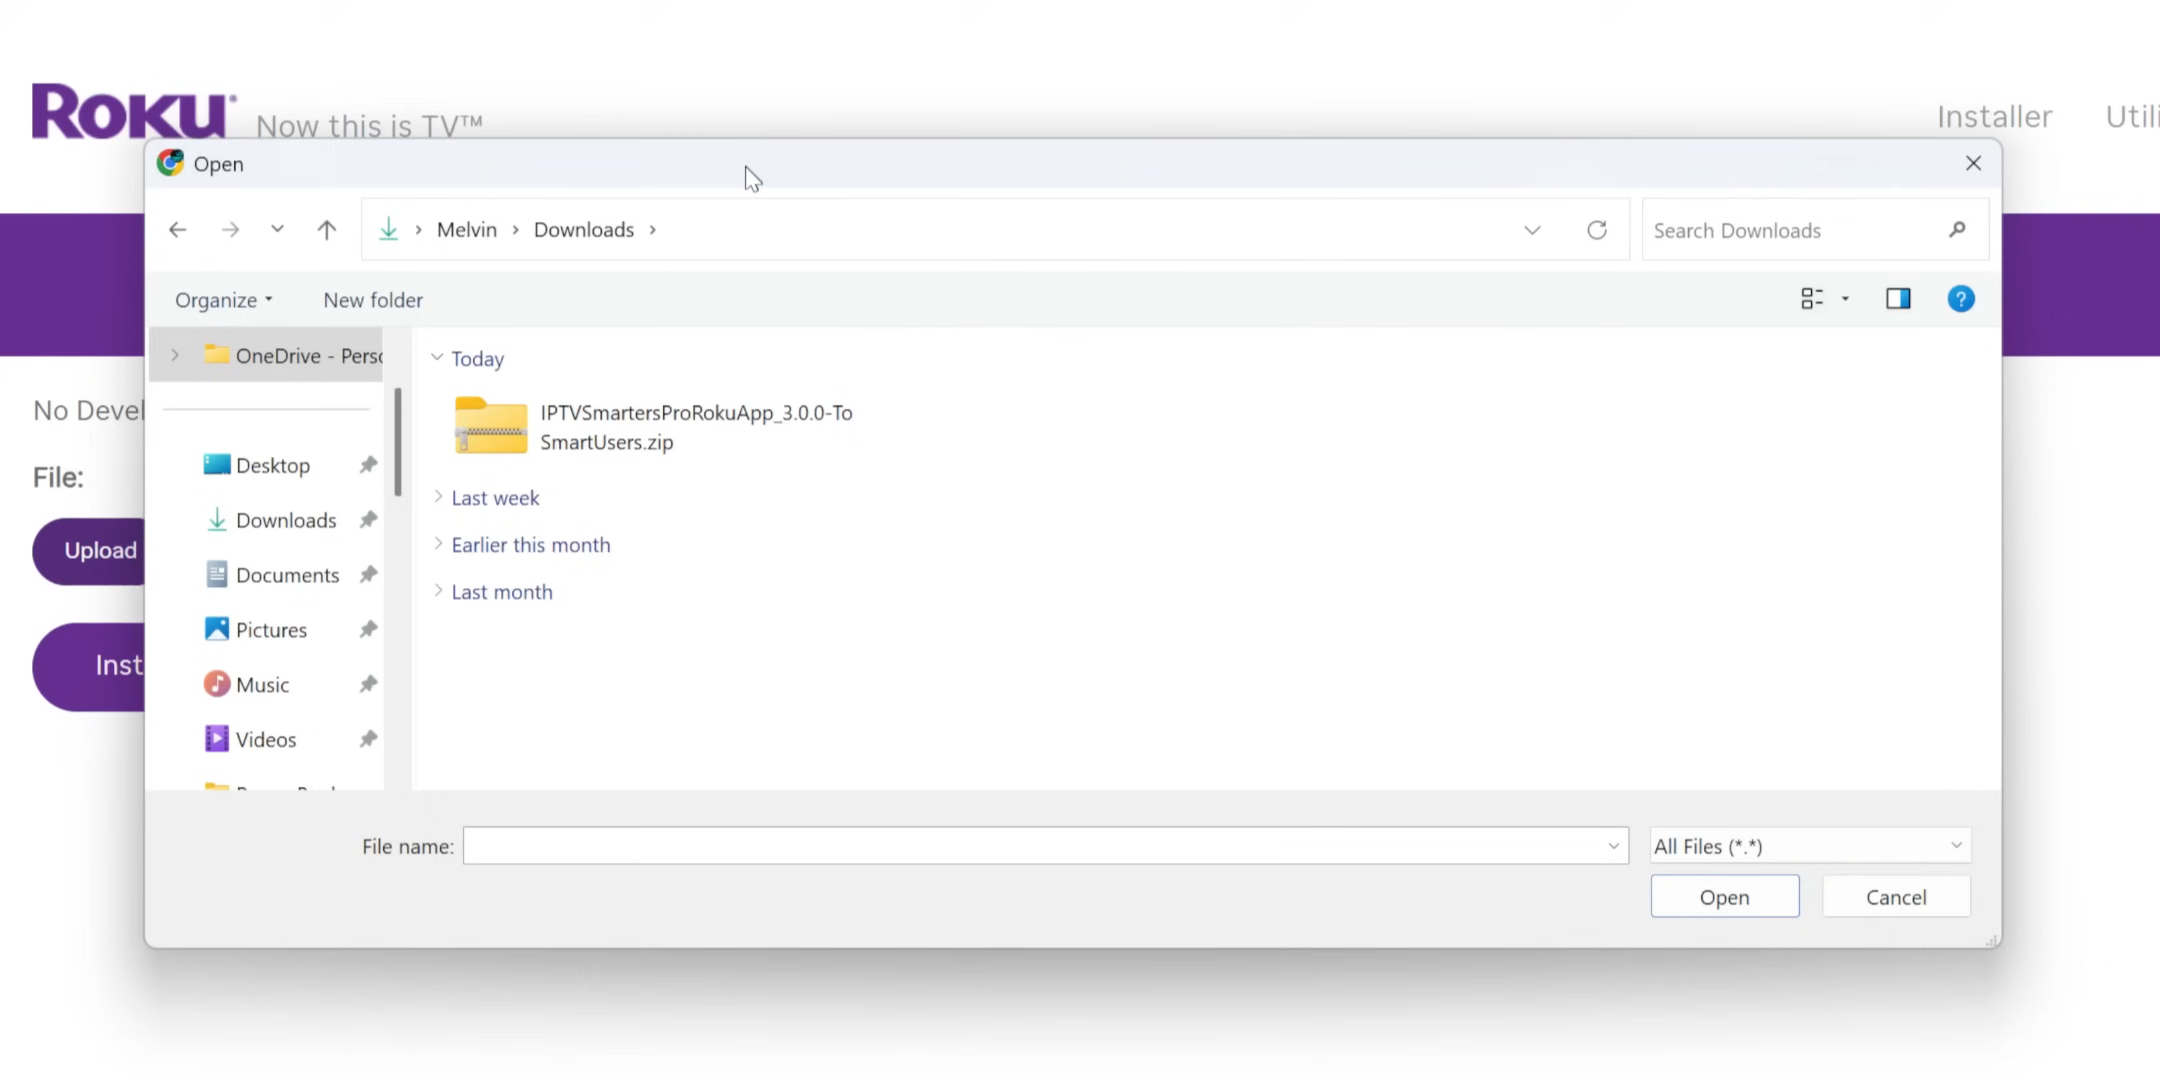 Roku
Now this is TV™
Installer
Utili
Open
Melvin
Downloads
Search Downloads
Organize
New folder
?
OneDrive - Perso
Today
IPTVSmartersProRokuApp_3.0.0-To
SmartUsers.zip
No Devel
File:
Desktop
Last week
Downloads
Earlier this month
Upload
Documents
Last month
Pictures
Inst
Music
Videos
File name:
All Files (*.*)
Open
Cancel